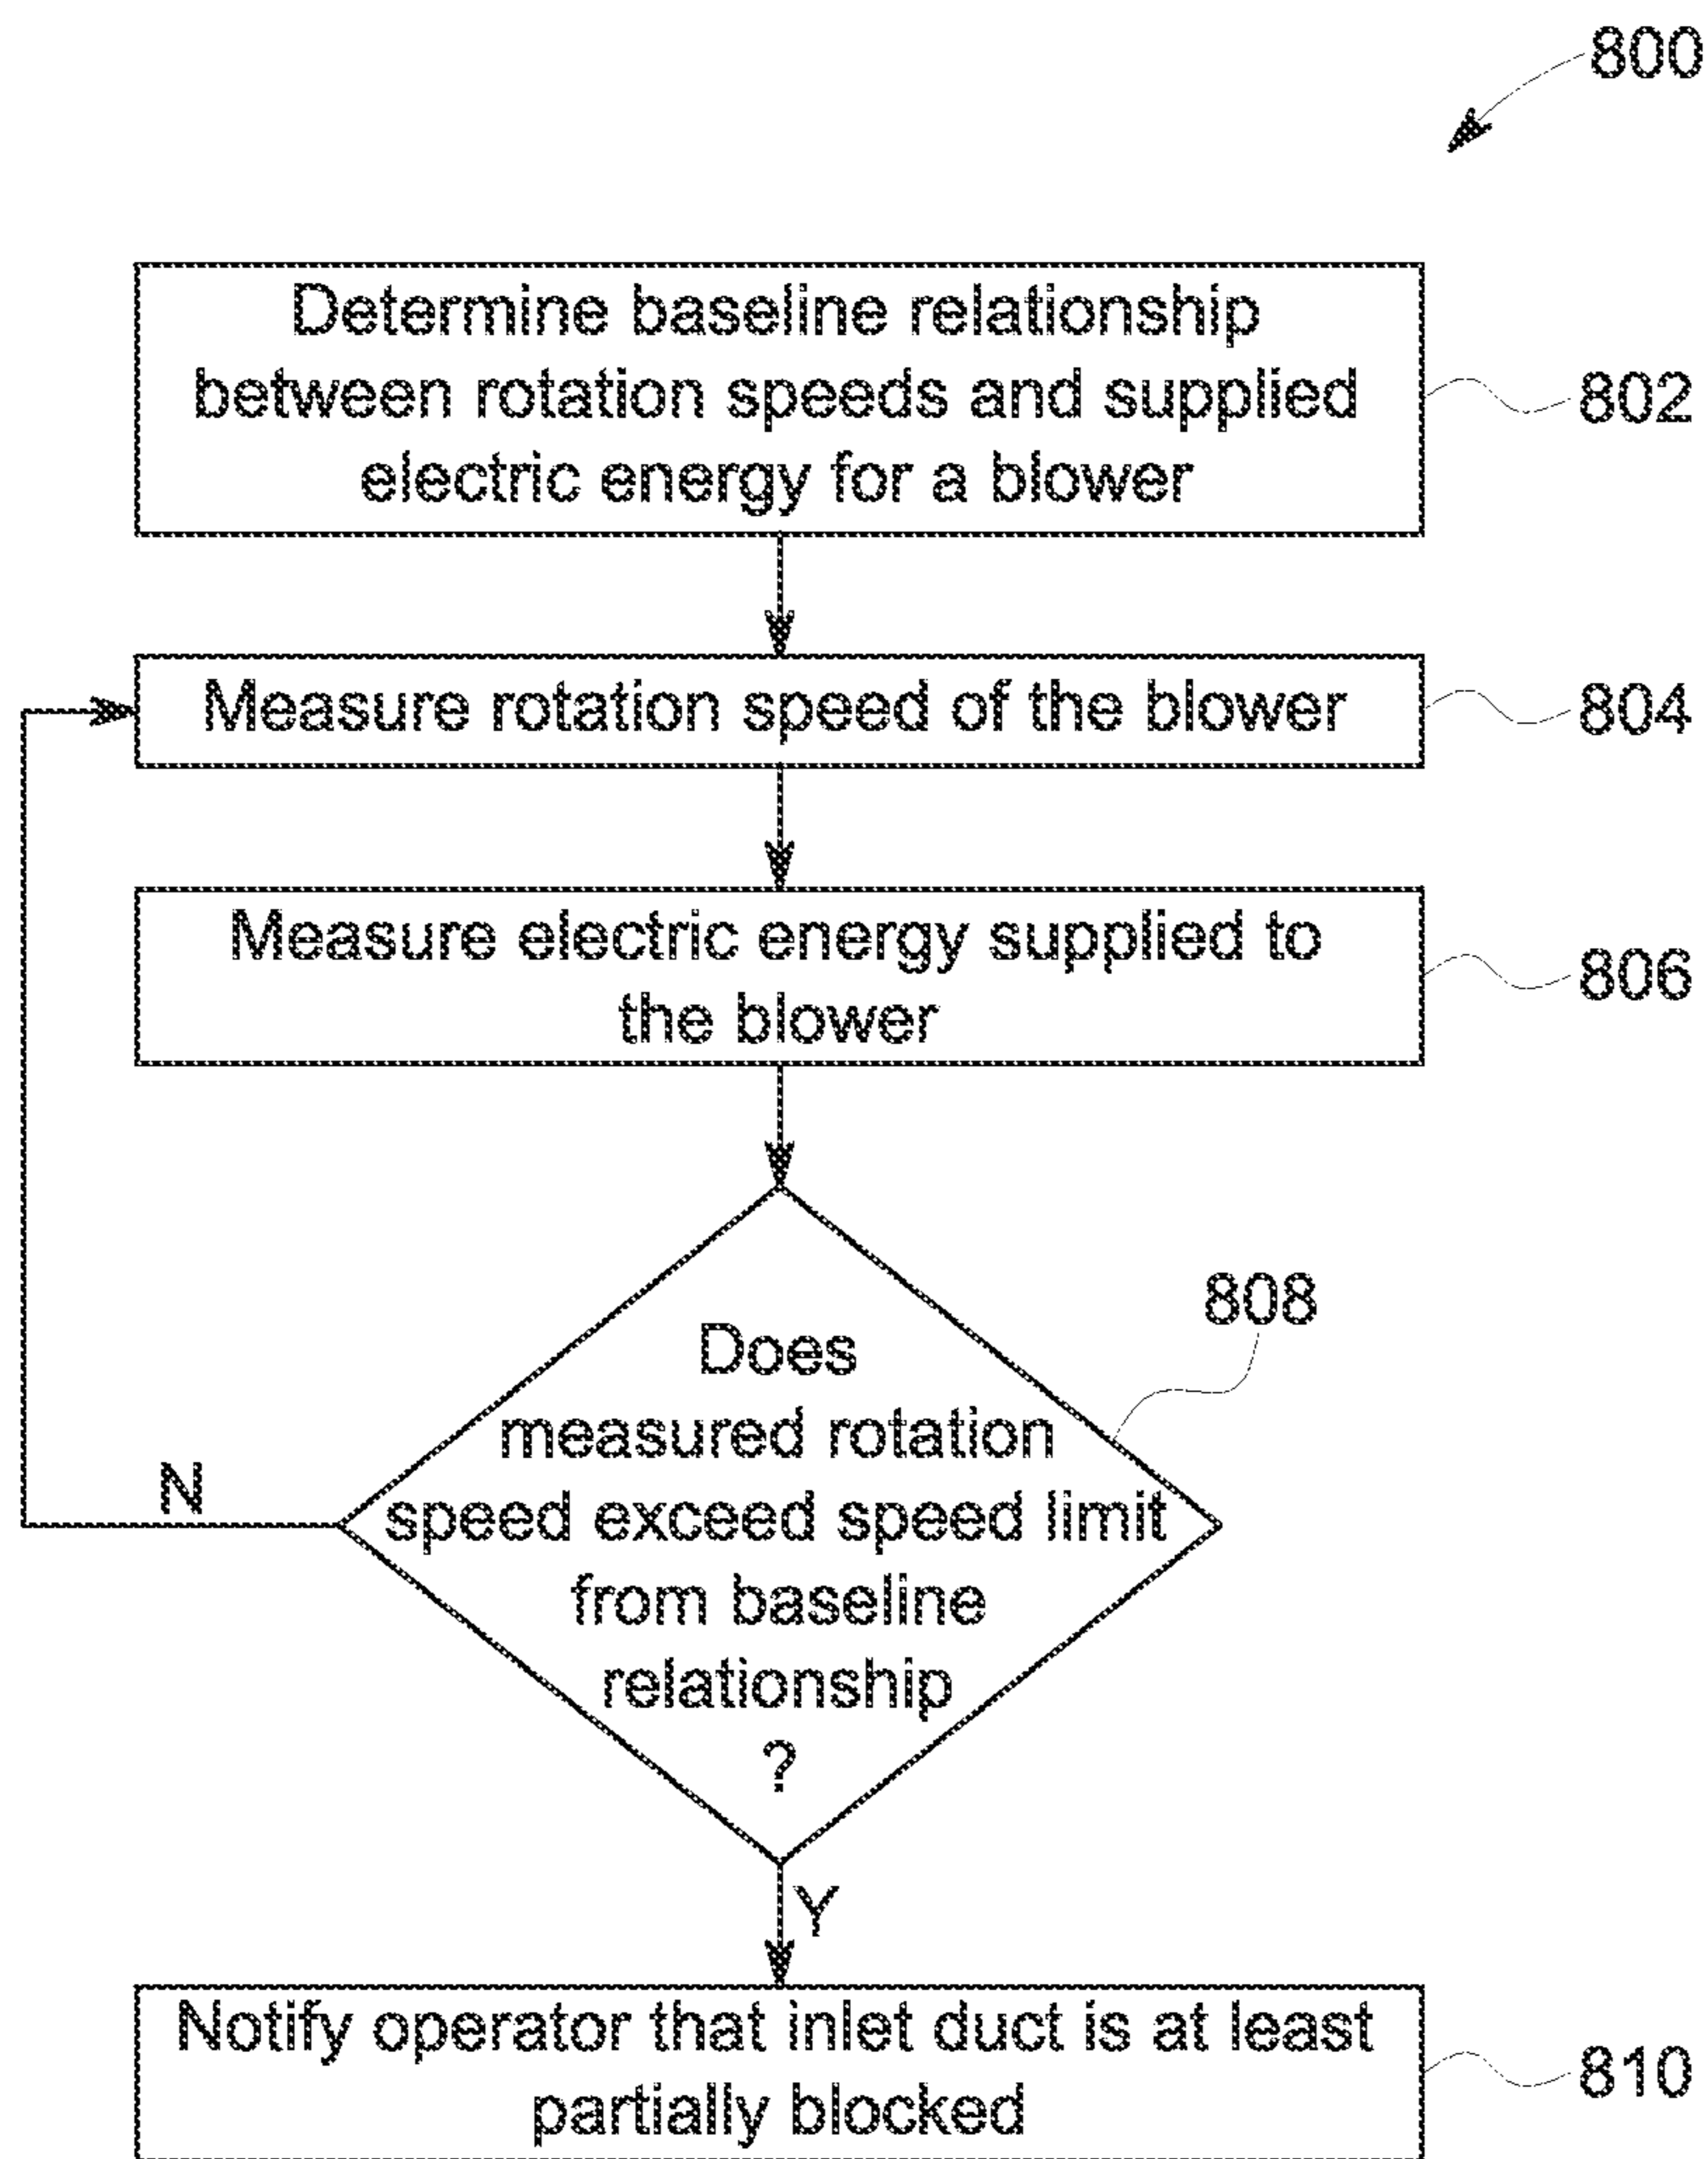 800
Determine baseline relationship
between rotation speeds and supplied
electric energy for a blower
802
Measure rotation speed of the blower
804
Measure electric energy supplied to
the blower
806
808
Does
measured rotation
speed exceed speed limit
from baseline
relationship
?
N
Y
Notify operator that inlet duct is at least
partially blocked
810